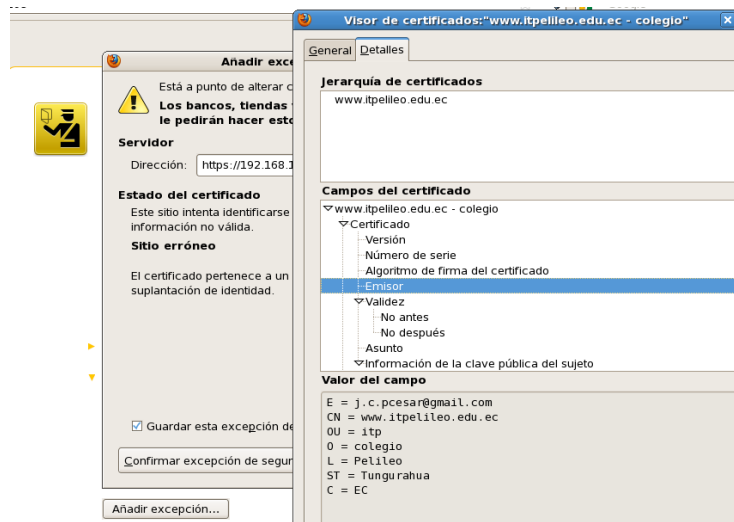 Visor de certificados:"www.itpelileo.edu.ec - colegio"
General Detalles
Jerarquía de certificados
www.itpelileo.edu.ec
Campos del certificado
www.itpelileo.edu.ec - colegio
Certificado
Versión
Número de serie
Algoritmo de firma del certificado
Emisor
Validez
No antes
No después
Asunto
Información de la clave pública del sujeto
Valor del campo
E = j.c.pcesar@gmail.com
CN = www.itpelileo.edu.ec
OU = itp
O = colegio
L = Pelileo
ST = Tungurahua
C = EC
Añadir exce
Está a punto de alterar c
Los bancos, tiendas
le pedirán hacer esto
Servidor
Dirección: https://192.168.1
Estado del certificado
Este sitio intenta identificarse
información no válida.
Sitio erróneo
El certificado pertenece a un
suplantación de identidad.
Guardar esta excepción de
Confirmar excepción de segur
Añadir excepción...